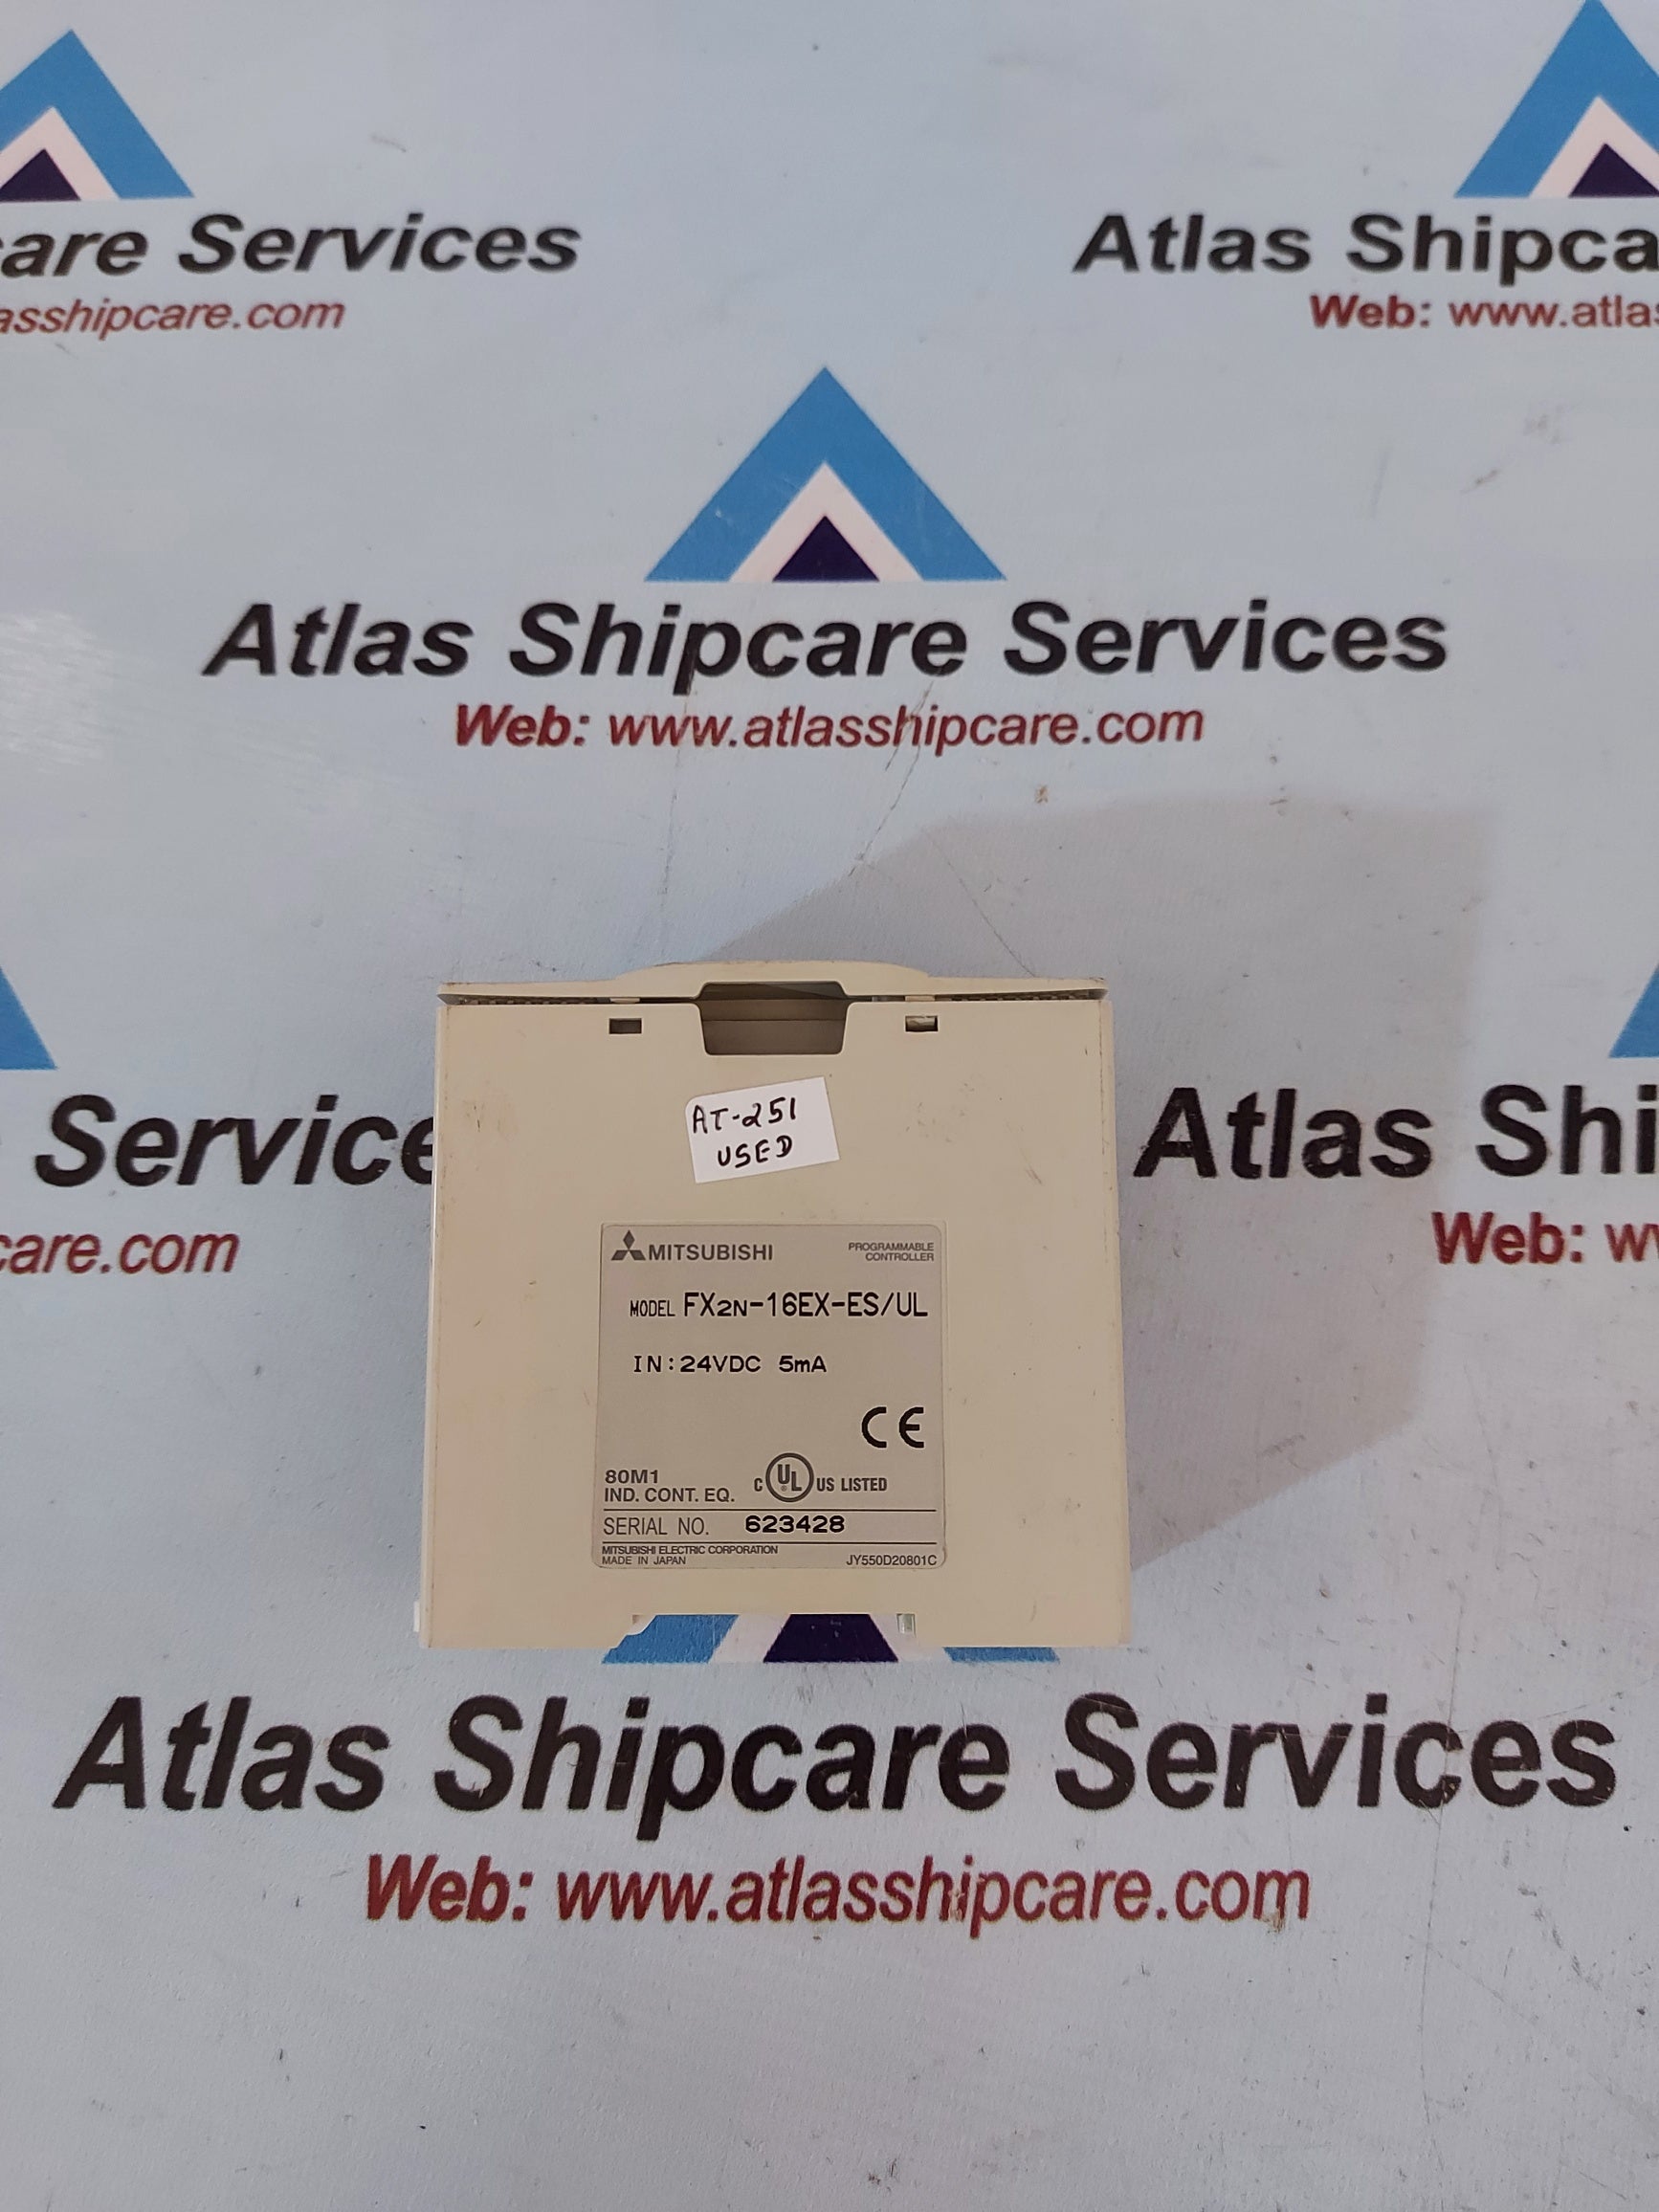 are Services
asshipcare.com
Atlas Shipca
Web: www.atlas
Atlas Shipcare Services
Web: www.atlasshipcare.com
Service
care.com
Atlas Shi
Web: ww
AT-251
USED
MITSUBISHI
PROGRAMMABLE
CONTROLLER
MODEL FX2N-16EX-ES/UL
IN:24VDC 5mA
CE
80M1
IND. CONT. EQ.
C UL US LISTED
SERIAL NO. 623428
MITSUBISHI ELECTRIC CORPORATION
MADE IN JAPAN
JY550D20801C
Atlas Shipcare Services
Web: www.atlasshipcare.com